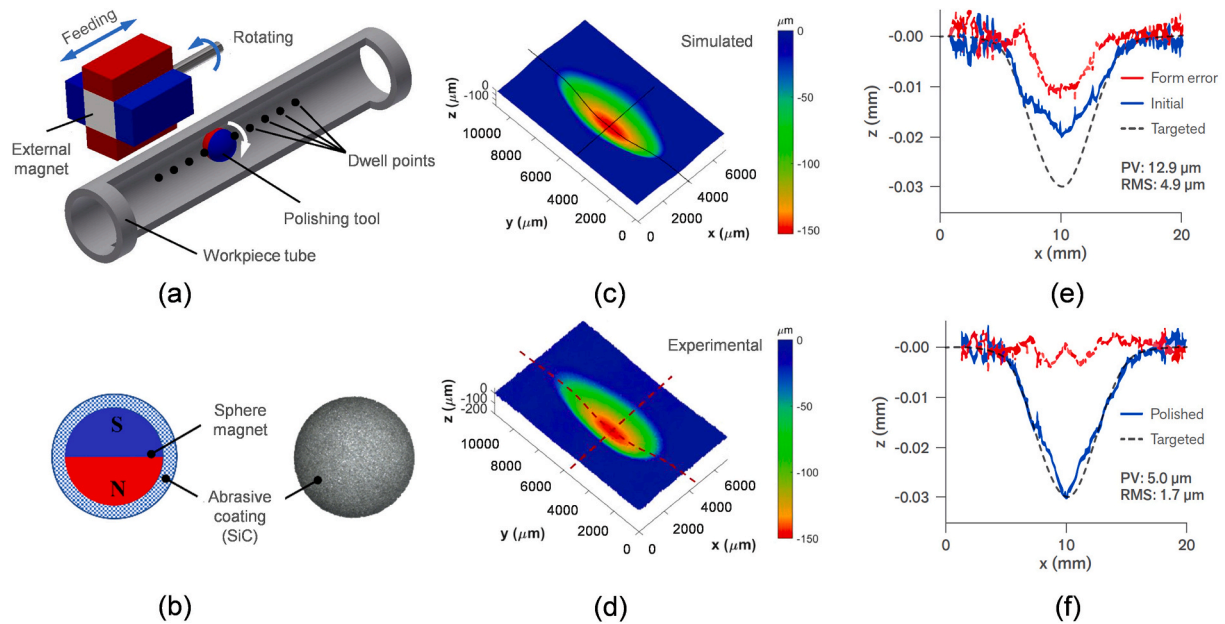 Feeding
Rotating
External
magnet
Dwell points
Polishing tool
Workpiece tube
(a)
S
N
Sphere
magnet
Abrasive
coating
(SiC)
(b)
Simulated
μm
0
-50
-100
-150
z (μm)
0
-100
10000
8000
6000
4000
2000
0
y (μm)
6000
4000
2000
0
x (μm)
(c)
Experimental
μm
0
-50
-100
-150
z (μm)
0
-100
-200
10000
8000
6000
4000
2000
0
y (μm)
6000
4000
2000
0
x (μm)
(d)
z (mm)
-0.00
-0.01
-0.02
-0.03
Form error
Initial
Targeted
PV: 12.9 μm
RMS: 4.9 μm
0
10
20
x (mm)
(e)
z (mm)
-0.00
-0.01
-0.02
-0.03
Polished
Targeted
PV: 5.0 μm
RMS: 1.7 μm
0
10
20
x (mm)
(f)